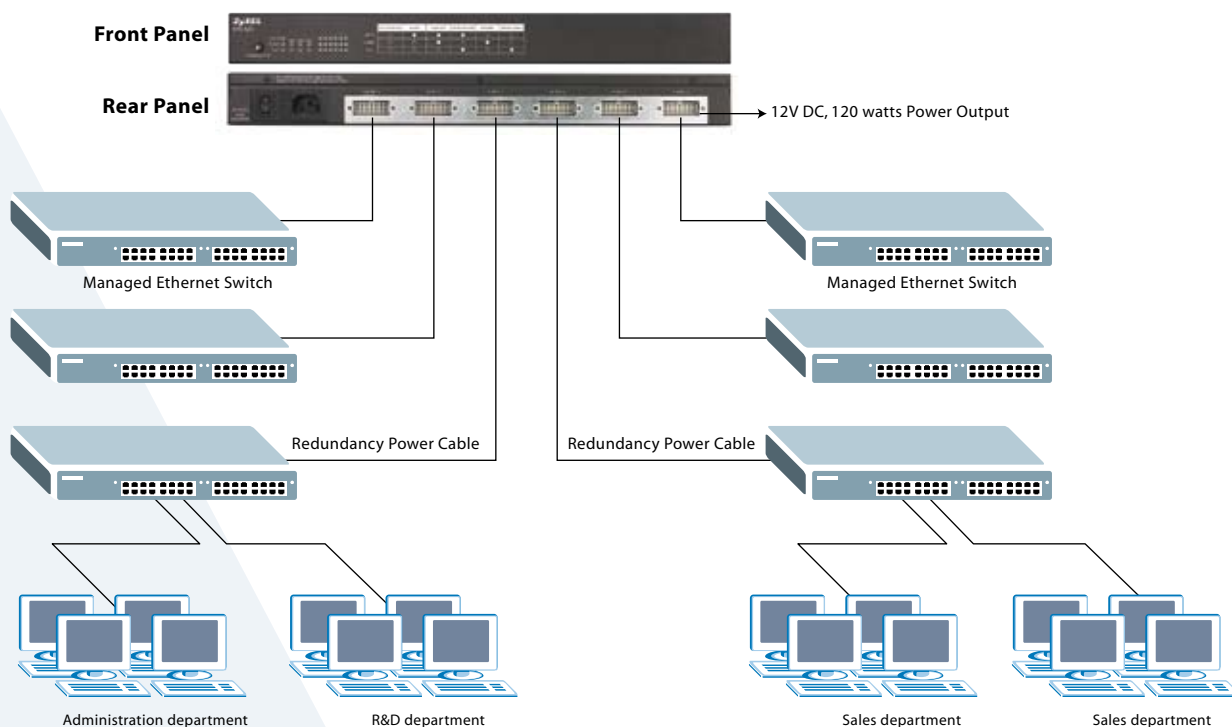 Front Panel
ZyXEL
Rear Panel
12V DC, 120 watts Power Output
Managed Ethernet Switch
Managed Ethernet Switch
Redundancy Power Cable
Redundancy Power Cable
Administration department
R&D department
Sales department
Sales department